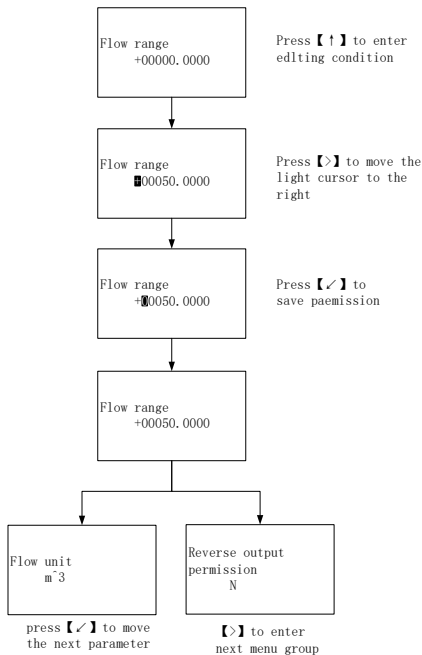 Flow range
+00000.0000
Press【↑】to enter
edlting condition
Flow range
+00050.0000
Press【>】to move the
light cursor to the
right
Flow range
+00050.0000
Press【↙】to
save paemission
Flow range
+00050.0000
Flow unit
m^3
Reverse output
permission
N
press【↙】to move
the next parameter
【>】to enter
next menu group